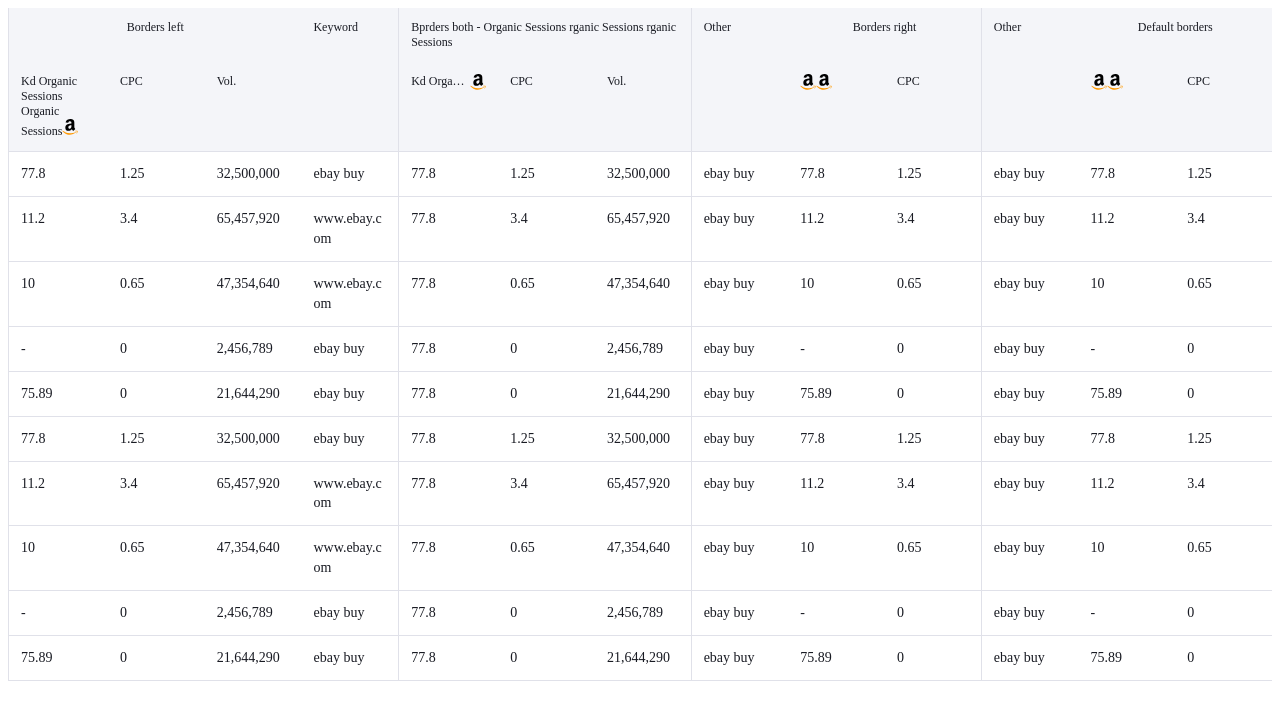 Borders left Keyword Bprders both - Organic Sessions rganic Sessions rganic Sessions Other Borders right Other Default borders
Kd Organic Sessions Organic Sessions CPC Vol. Kd Orga… CPC Vol. CPC CPC
77.8 1.25 32,500,000 ebay buy 77.8 1.25 32,500,000 ebay buy 77.8 1.25 ebay buy 77.8 1.25
11.2 3.4 65,457,920 www.ebay.com 77.8 3.4 65,457,920 ebay buy 11.2 3.4 ebay buy 11.2 3.4
10 0.65 47,354,640 www.ebay.com 77.8 0.65 47,354,640 ebay buy 10 0.65 ebay buy 10 0.65
- 0 2,456,789 ebay buy 77.8 0 2,456,789 ebay buy - 0 ebay buy - 0
75.89 0 21,644,290 ebay buy 77.8 0 21,644,290 ebay buy 75.89 0 ebay buy 75.89 0
77.8 1.25 32,500,000 ebay buy 77.8 1.25 32,500,000 ebay buy 77.8 1.25 ebay buy 77.8 1.25
11.2 3.4 65,457,920 www.ebay.com 77.8 3.4 65,457,920 ebay buy 11.2 3.4 ebay buy 11.2 3.4
10 0.65 47,354,640 www.ebay.com 77.8 0.65 47,354,640 ebay buy 10 0.65 ebay buy 10 0.65
- 0 2,456,789 ebay buy 77.8 0 2,456,789 ebay buy - 0 ebay buy - 0
75.89 0 21,644,290 ebay buy 77.8 0 21,644,290 ebay buy 75.89 0 ebay buy 75.89 0